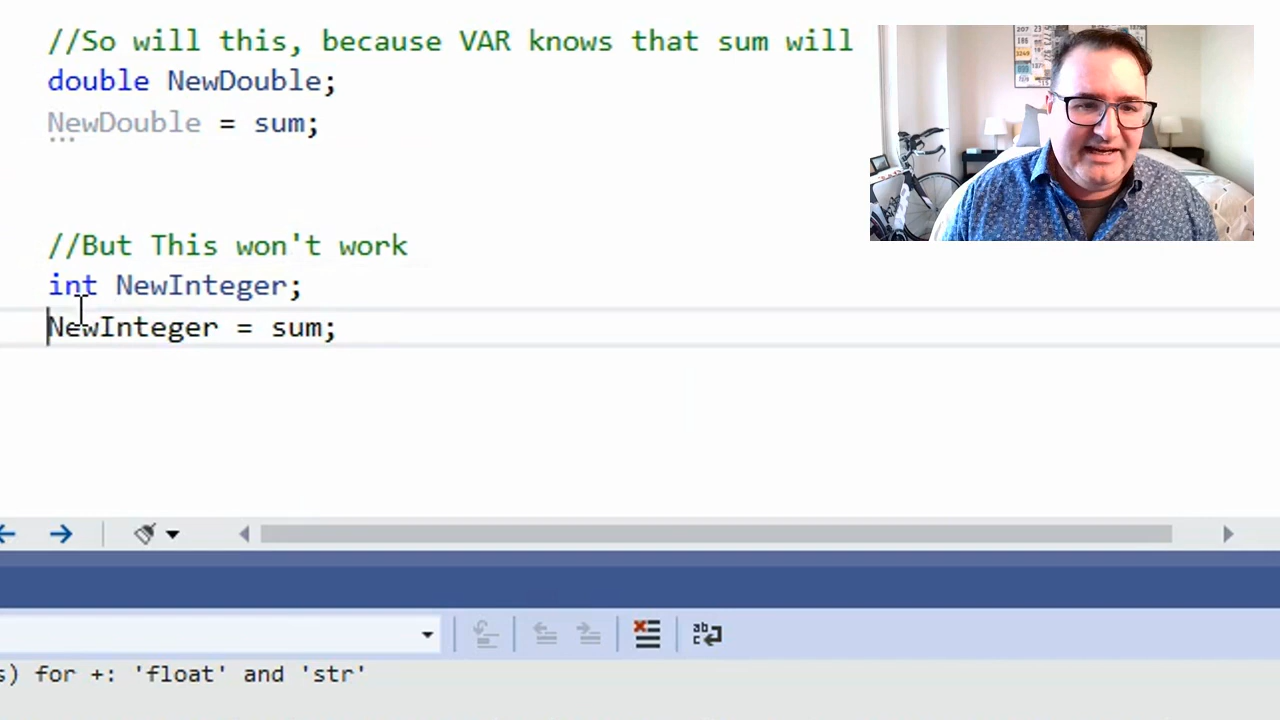 //So will this, because VAR knows that sum will
double NewDouble;
NewDouble = sum;
//But This won't work
int NewInteger;
NewInteger = sum;
s) for +: 'float' and 'str'